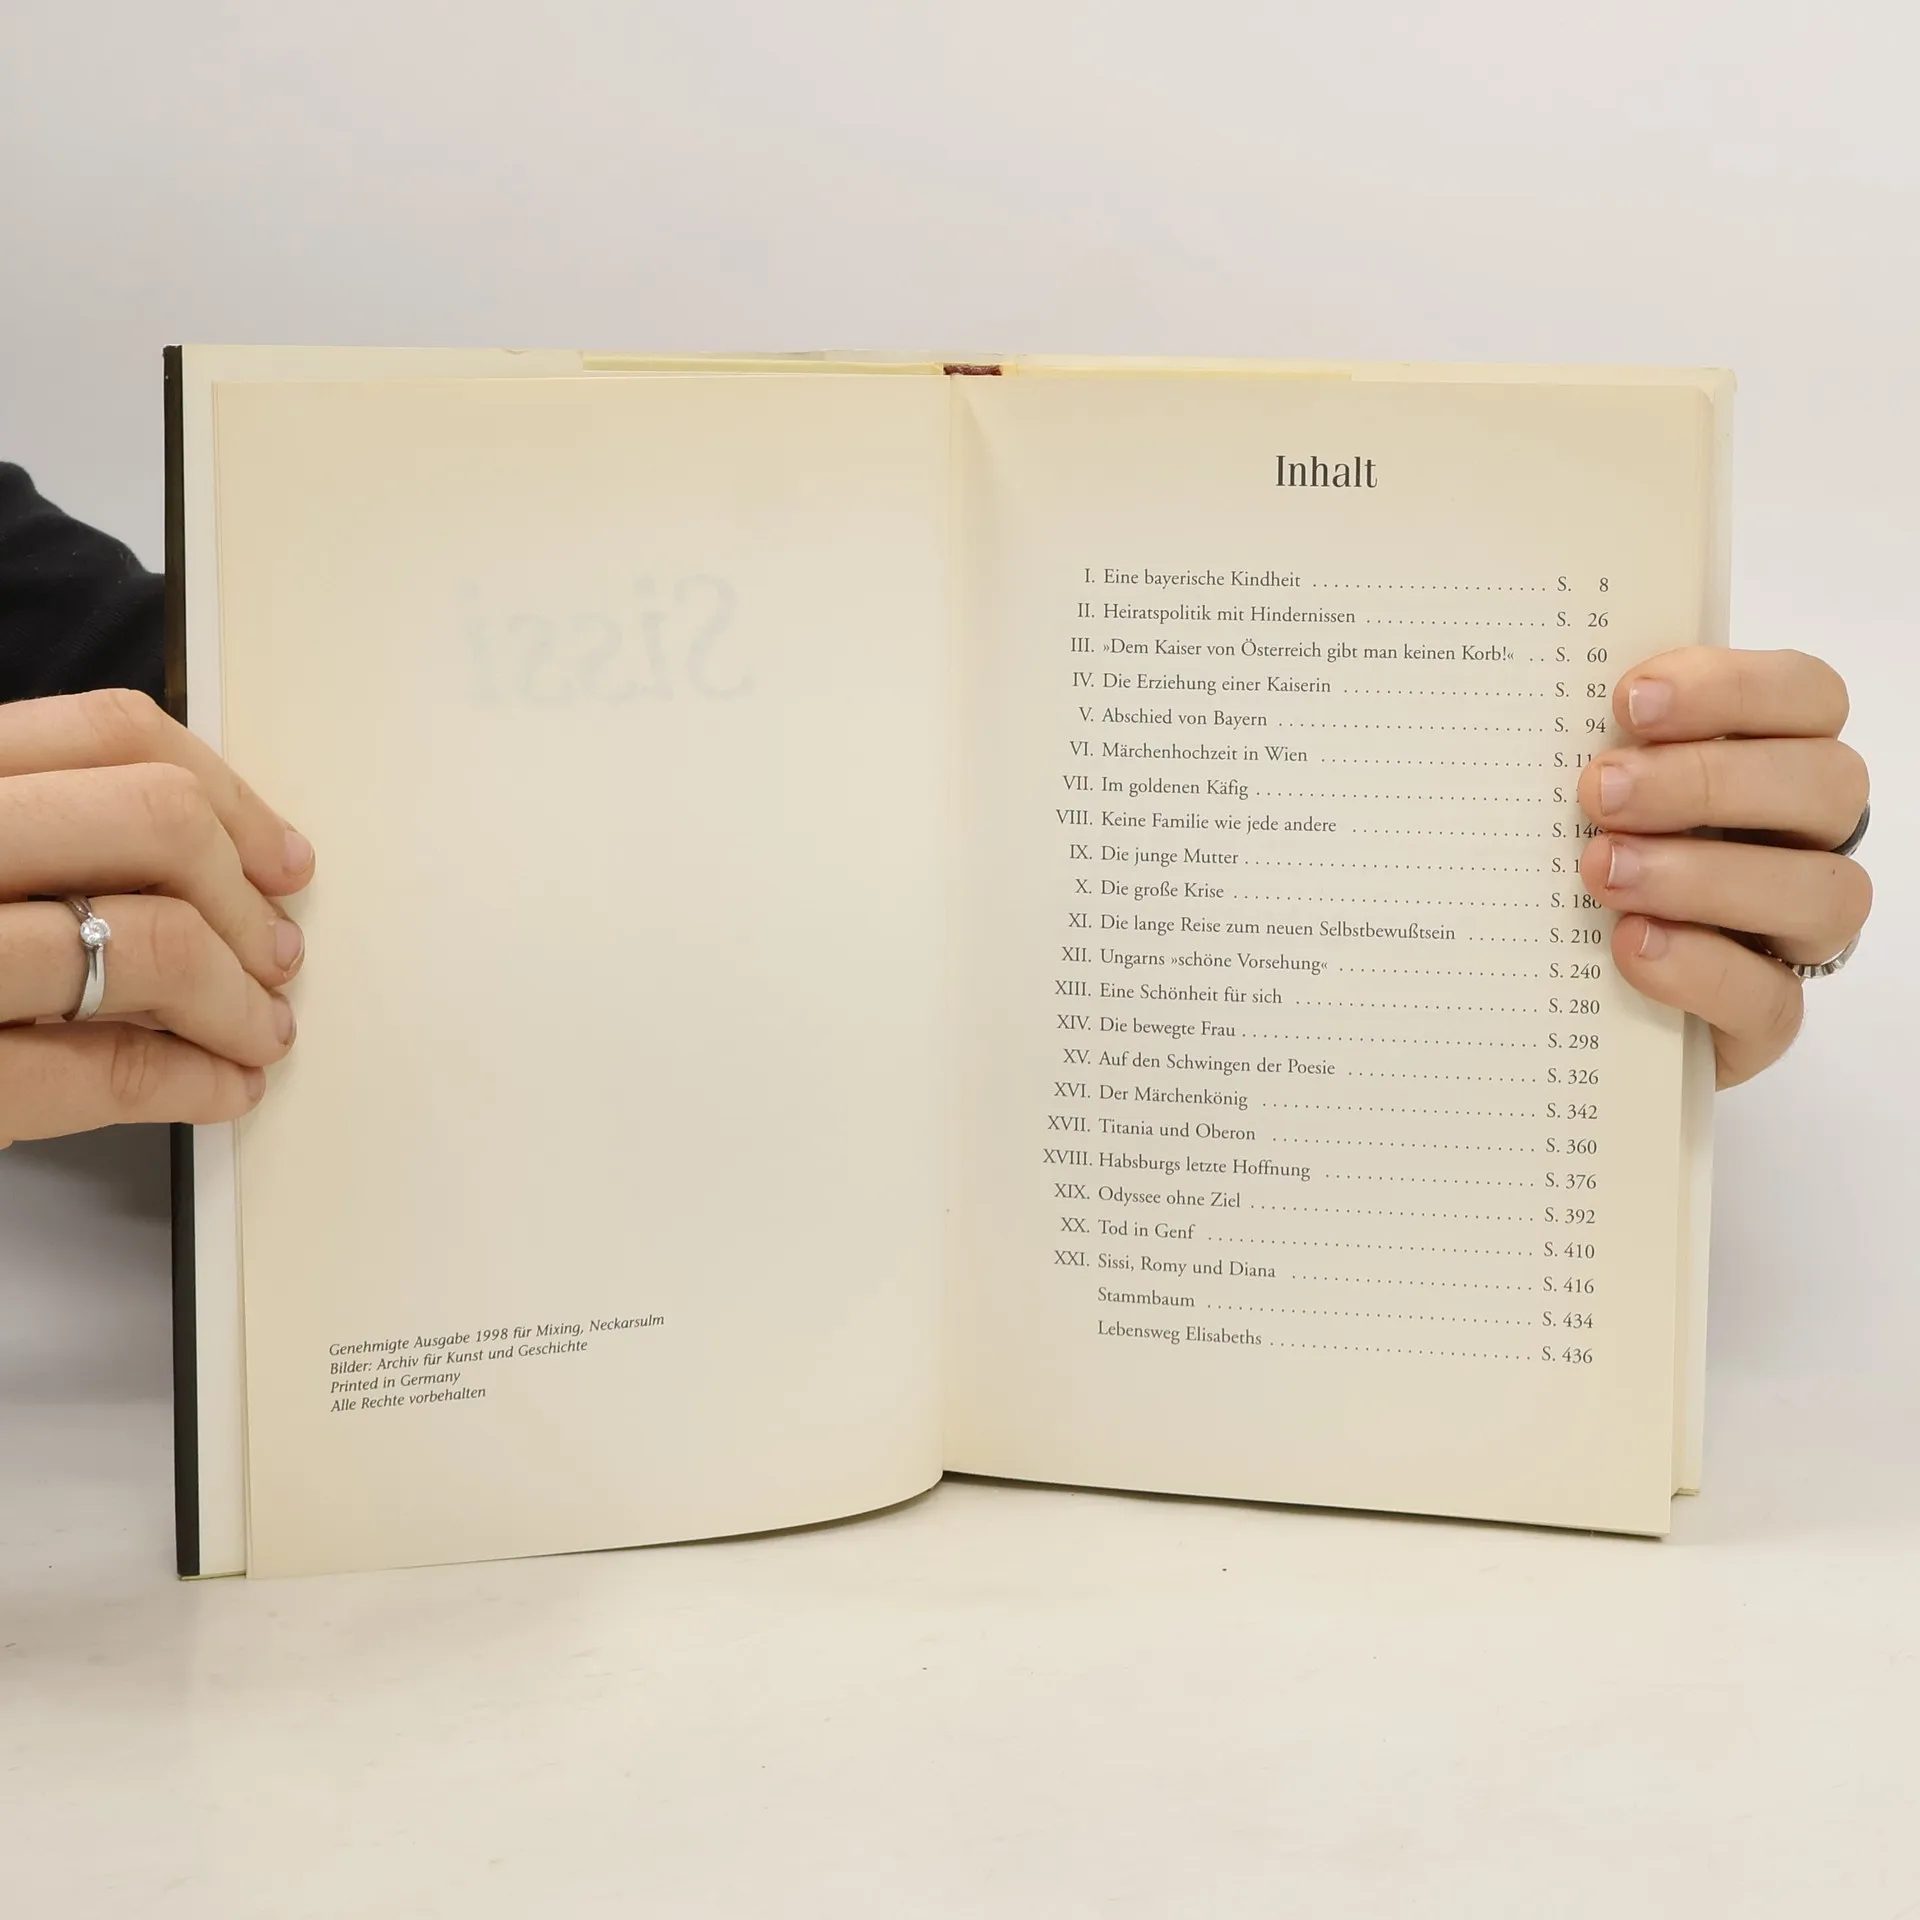 Sissi
Genehmigte Ausgabe 1998 für Mixing, Neckarsulm
Bilder: Archiv für Kunst und Geschichte
Printed in Germany
Alle Rechte vorbehalten
Inhalt
I. Eine bayerische Kindheit ...................... S. 8
II. Heiratspolitik mit Hindernissen ................. S. 26
III. »Dem Kaiser von Österreich gibt man keinen Korb!« .. S. 60
IV. Die Erziehung einer Kaiserin ................... S. 82
V. Abschied von Bayern ......................... S. 94
VI. Märchenhochzeit in Wien ..................... S.
VII. Im goldenen Käfig ........................... S.
VIII. Keine Familie wie jede andere .................. S. 146
IX. Die junge Mutter ............................ S.
X. Die große Krise ............................. S. 180
XI. Die lange Reise zum neuen Selbstbewußtsein ....... S. 210
XII. Ungarns »schöne Vorsehung« ................... S. 240
XIII. Eine Schönheit für sich ....................... S. 280
XIV. Die bewegte Frau ............................ S. 298
XV. Auf den Schwingen der Poesie .................. S. 326
XVI. Der Märchenkönig .......................... S. 342
XVII. Titania und Oberon ......................... S. 360
XVIII. Habsburgs letzte Hoffnung .................... S. 376
XIX. Odyssee ohne Ziel ........................... S. 392
XX. Tod in Genf ............................... S. 410
XXI. Sissi, Romy und Diana ....................... S. 416
Stammbaum ............................... S. 434
Lebensweg Elisabeths ......................... S. 436